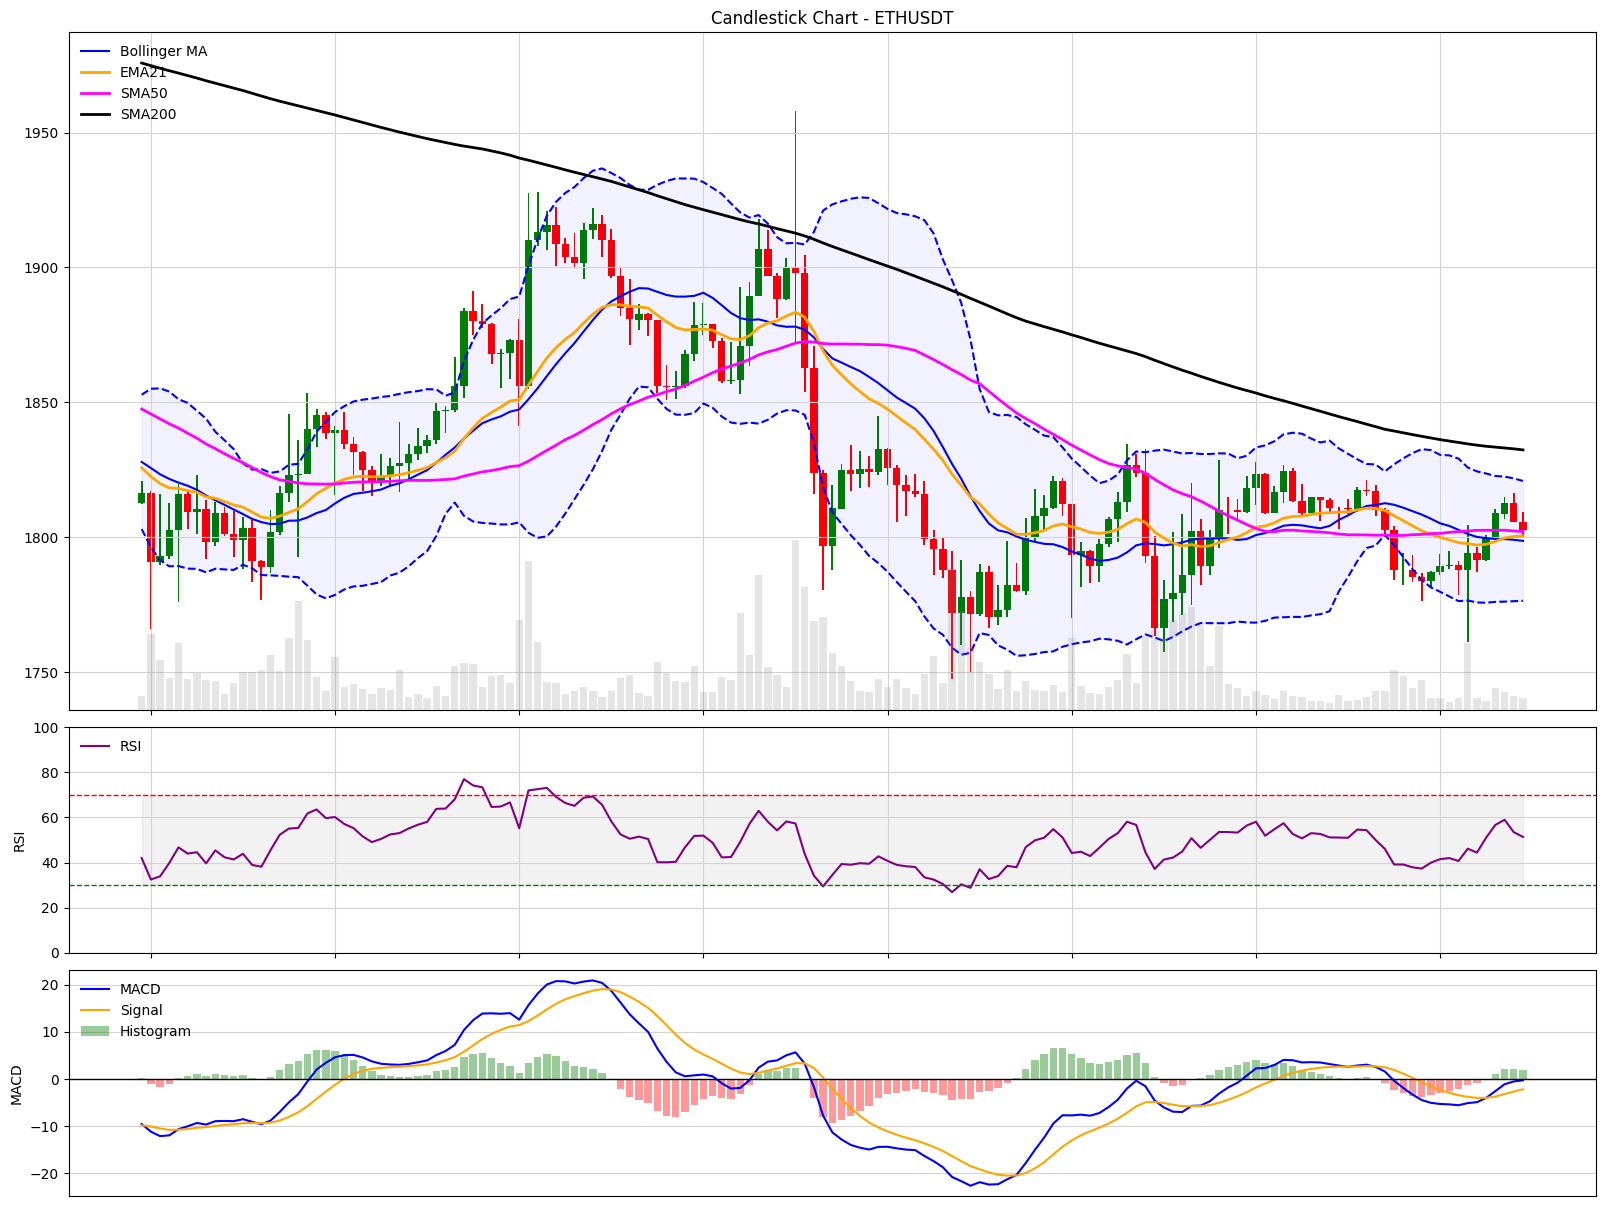 Candlestick Chart - ETHUSDT
Bollinger MA
EMA21
SMA50
SMA200
1950
1900
1850
1800
1750
100
80
60
40
20
0
RSI
RSI
20
10
0
−10
−20
MACD
MACD
Signal
Histogram